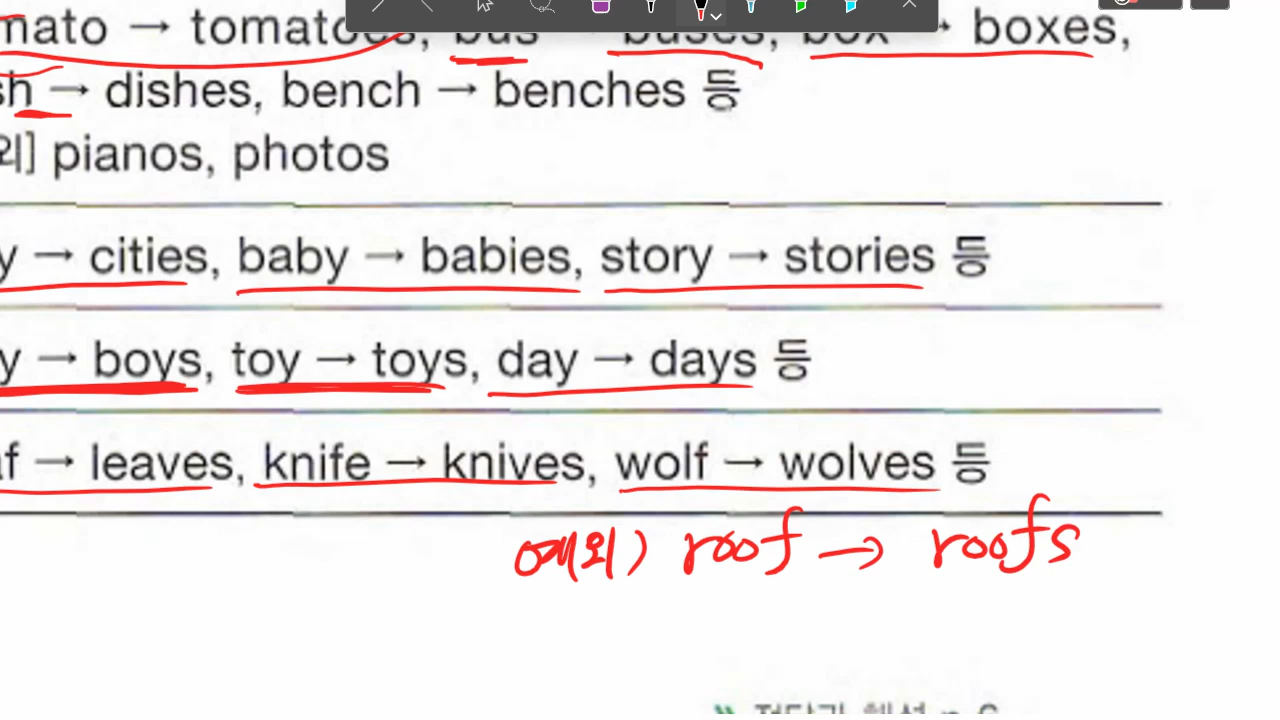 mato → tomatoes, bus → buses, box → boxes,
sh → dishes, bench → benches 등
외] pianos, photos
y → cities, baby → babies, story → stories 등
y → boys, toy → toys, day → days 등
af → leaves, knife → knives, wolf → wolves 등
예외) roof → roofs